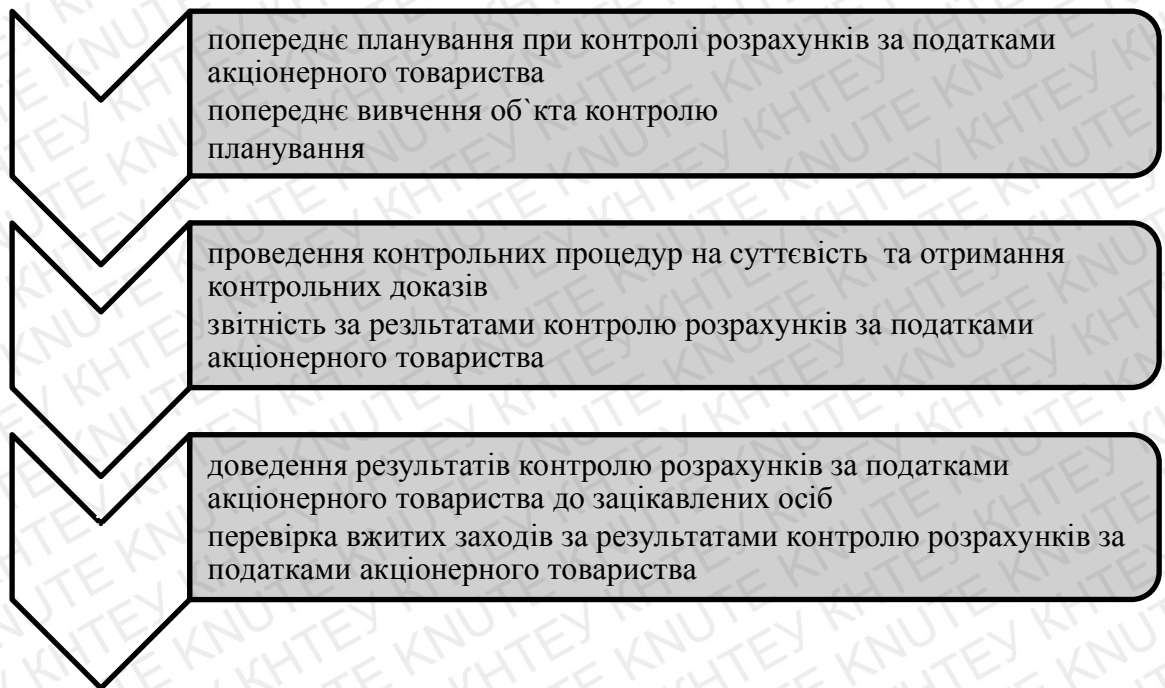 попереднє планування при контролі розрахунків за податками
акціонерного товариства
попереднє вивчення об`кта контролю
планування
проведення контрольних процедур на суттєвість та отримання
контрольних доказів
звітність за резльтатами контролю розрахунків за податками
акціонерного товариства
доведення результатів контролю розрахунків за податками
акціонерного товариства до зацікавлених осіб
перевірка вжитих заходів за результатами контролю розрахунків за
податками акціонерного товариства